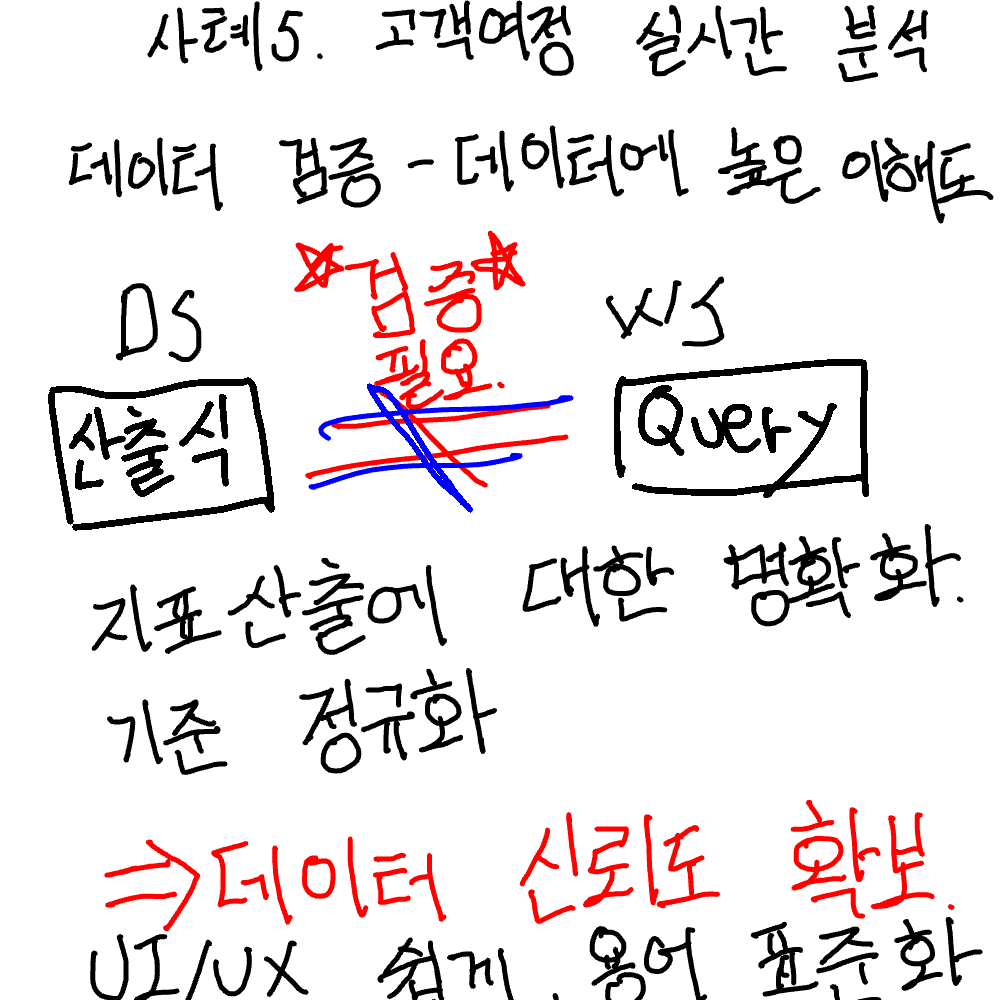 사례5. 고객여정 실시간 분석
데이터 검증 - 데이터에 높은 이해도
☆검증☆
필요.
DS
W/S
산출식
≠
Query
지표산출에 대한 명확화.
기준 정규화
⇒데이터 신뢰도 확보.
UI/UX 쉽게, 용어 표준화